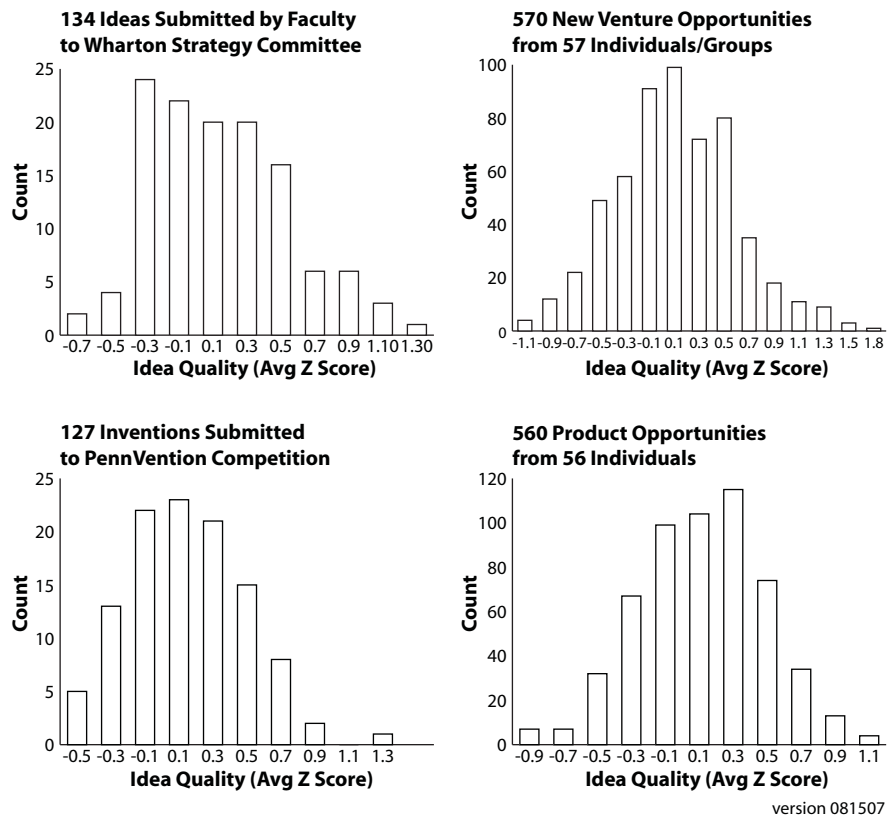 134 Ideas Submitted by Faculty
to Wharton Strategy Committee
25
20
15
10
5
0
Count
-0.7 -0.5 -0.3 -0.1 0.1 0.3 0.5 0.7 0.9 1.10 1.30
Idea Quality (Avg Z Score)
570 New Venture Opportunities
from 57 Individuals/Groups
100
80
60
40
20
0
Count
-1.1 -0.9 -0.7 -0.5 -0.3 -0.1 0.1 0.3 0.5 0.7 0.9 1.1 1.3 1.5 1.8
Idea Quality (Avg Z Score)
127 Inventions Submitted
to PennVention Competition
25
20
15
10
5
0
Count
-0.5 -0.3 -0.1 0.1 0.3 0.5 0.7 0.9 1.1 1.3
Idea Quality (Avg Z Score)
560 Product Opportunities
from 56 Individuals
120
100
80
60
40
20
0
Count
-0.9 -0.7 -0.5 -0.3 -0.1 0.1 0.3 0.5 0.7 0.9 1.1
Idea Quality (Avg Z Score)
version 081507